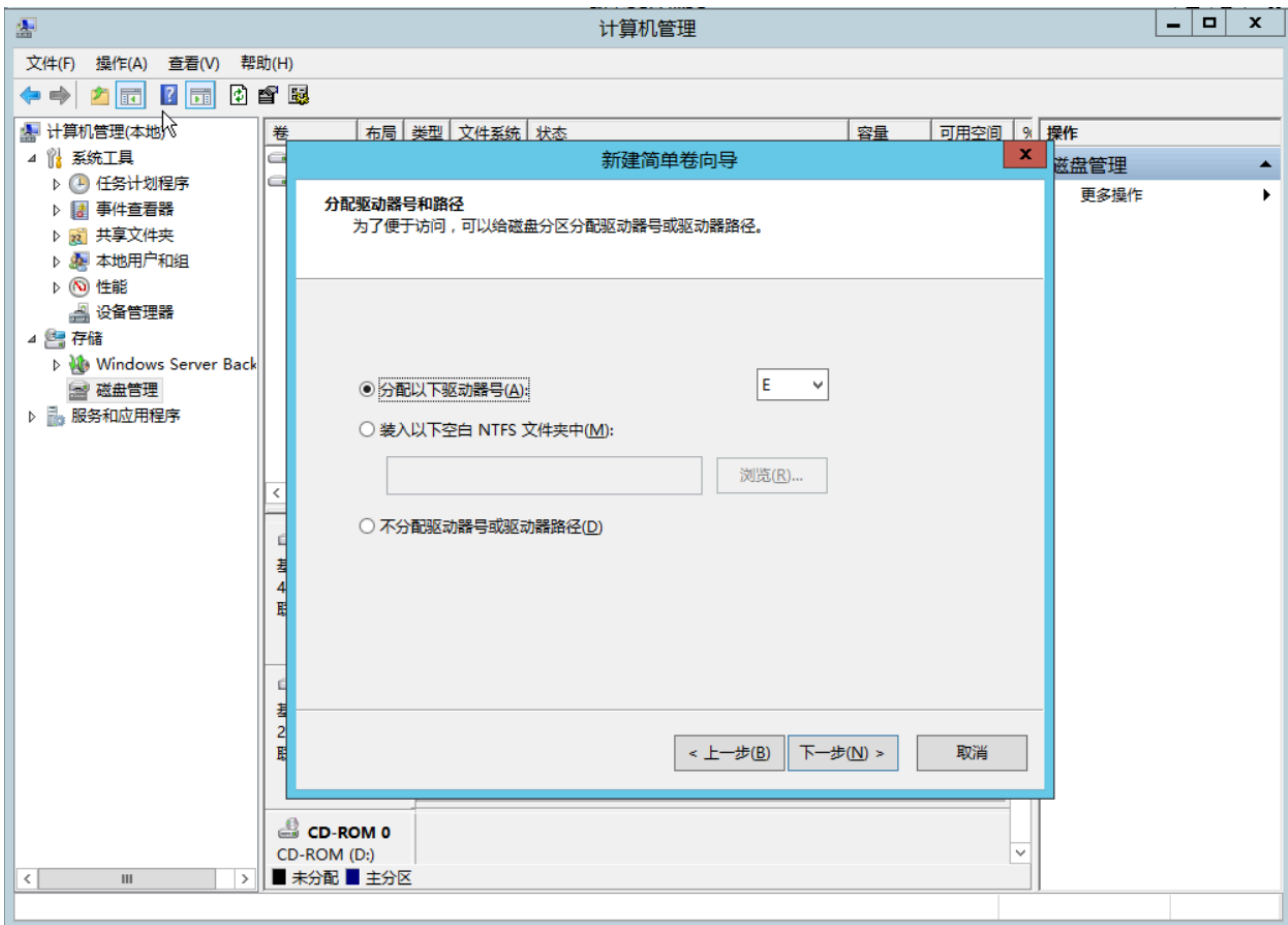 计算机管理
文件(F) 操作(A) 查看(V) 帮助(H)
计算机管理(本地)
系统工具
任务计划程序
事件查看器
共享文件夹
本地用户和组
性能
设备管理器
存储
Windows Server Back
磁盘管理
服务和应用程序
卷 布局 类型 文件系统 状态 容量 可用空间 %
操作
磁盘管理
更多操作
新建简单卷向导
分配驱动器号和路径
为了便于访问，可以给磁盘分区分配驱动器号或驱动器路径。
分配以下驱动器号(A): E
装入以下空白 NTFS 文件夹中(M):
浏览(R)...
不分配驱动器号或驱动器路径(D)
< 上一步(B) 下一步(N) > 取消
CD-ROM 0
CD-ROM (D:)
未分配 主分区